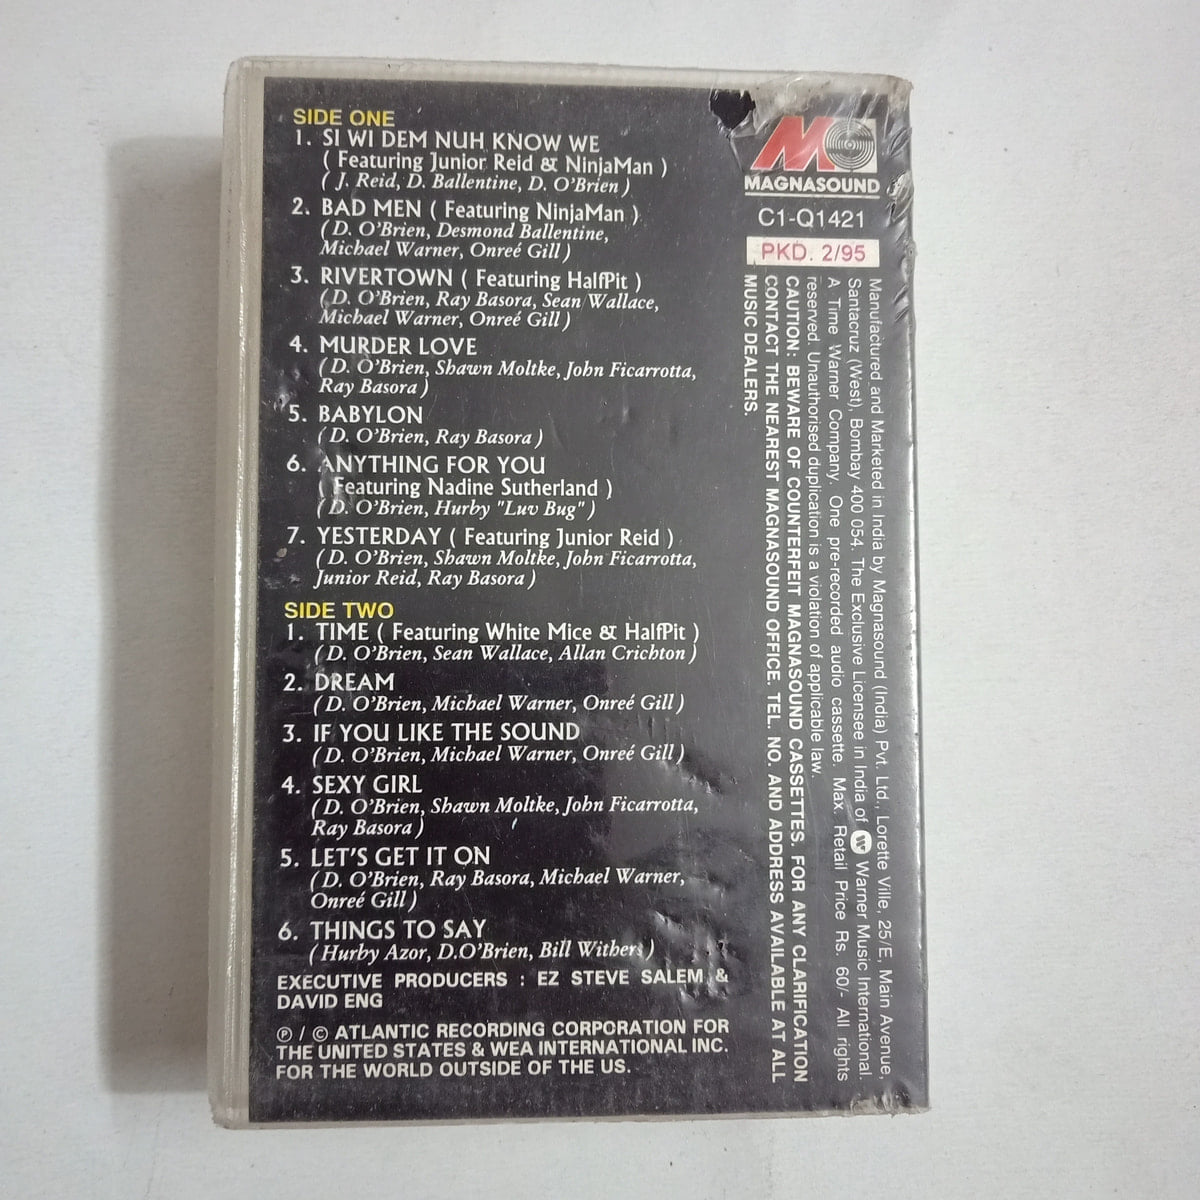 SIDE ONE
1. SI WI DEM NUH KNOW WE
( Featuring Junior Reid & NinjaMan )
( J. Reid, D. Ballentine, D. O'Brien )
2. BAD MEN ( Featuring NinjaMan )
( D. O'Brien, Desmond Ballentine,
Michael Warner, Onreé Gill )
3. RIVERTOWN ( Featuring HalfPit )
( D. O'Brien, Ray Basora, Sean Wallace,
Michael Warner, Onreé Gill )
4. MURDER LOVE
( D. O'Brien, Shawn Moltke, John Ficarrotta,
Ray Basora )
5. BABYLON
( D. O'Brien, Ray Basora )
6. ANYTHING FOR YOU
( Featuring Nadine Sutherland )
( D. O'Brien, Hurby "Luv Bug" )
7. YESTERDAY ( Featuring Junior Reid )
( D. O'Brien, Shawn Moltke, John Ficarrotta,
Junior Reid, Ray Basora )
SIDE TWO
1. TIME ( Featuring White Mice & HalfPit )
( D. O'Brien, Sean Wallace, Allan Crichton )
2. DREAM
( D. O'Brien, Michael Warner, Onreé Gill )
3. IF YOU LIKE THE SOUND
( D. O'Brien, Michael Warner, Onreé Gill )
4. SEXY GIRL
( D. O'Brien, Shawn Moltke, John Ficarrotta,
Ray Basora )
5. LET'S GET IT ON
( D. O'Brien, Ray Basora, Michael Warner,
Onreé Gill )
6. THINGS TO SAY
( Hurby Azor, D.O'Brien, Bill Withers )
EXECUTIVE PRODUCERS : EZ STEVE SALEM &
DAVID ENG
℗ / © ATLANTIC RECORDING CORPORATION FOR
THE UNITED STATES & WEA INTERNATIONAL INC.
FOR THE WORLD OUTSIDE OF THE US.
MAGNASOUND
C1-Q1421
PKD. 2/95
Manufactured and Marketed in India by Magnasound (India) Pvt. Ltd., Lorette Ville, 25/E, Main Avenue,
Santacruz (West), Bombay 400 054. The Exclusive Licensee in India of Warner Music International.
A Time Warner Company. One pre-recorded audio cassette. Max. Retail Price Rs. 60/- All rights
reserved. Unauthorised duplication is a violation of applicable law.
CAUTION: BEWARE OF COUNTERFEIT MAGNASOUND CASSETTES. FOR ANY CLARIFICATION
CONTACT THE NEAREST MAGNASOUND OFFICE. TEL. NO. AND ADDRESS AVAILABLE AT ALL
MUSIC DEALERS.